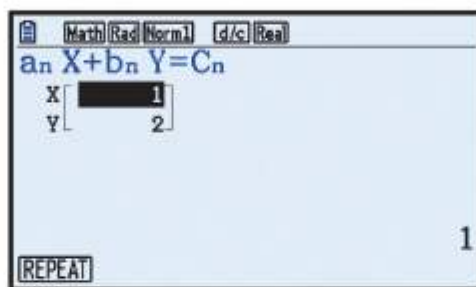 Math Rad Norm1 d/c Real
an X+bn Y=Cn
X 1
Y 2
1
REPEAT